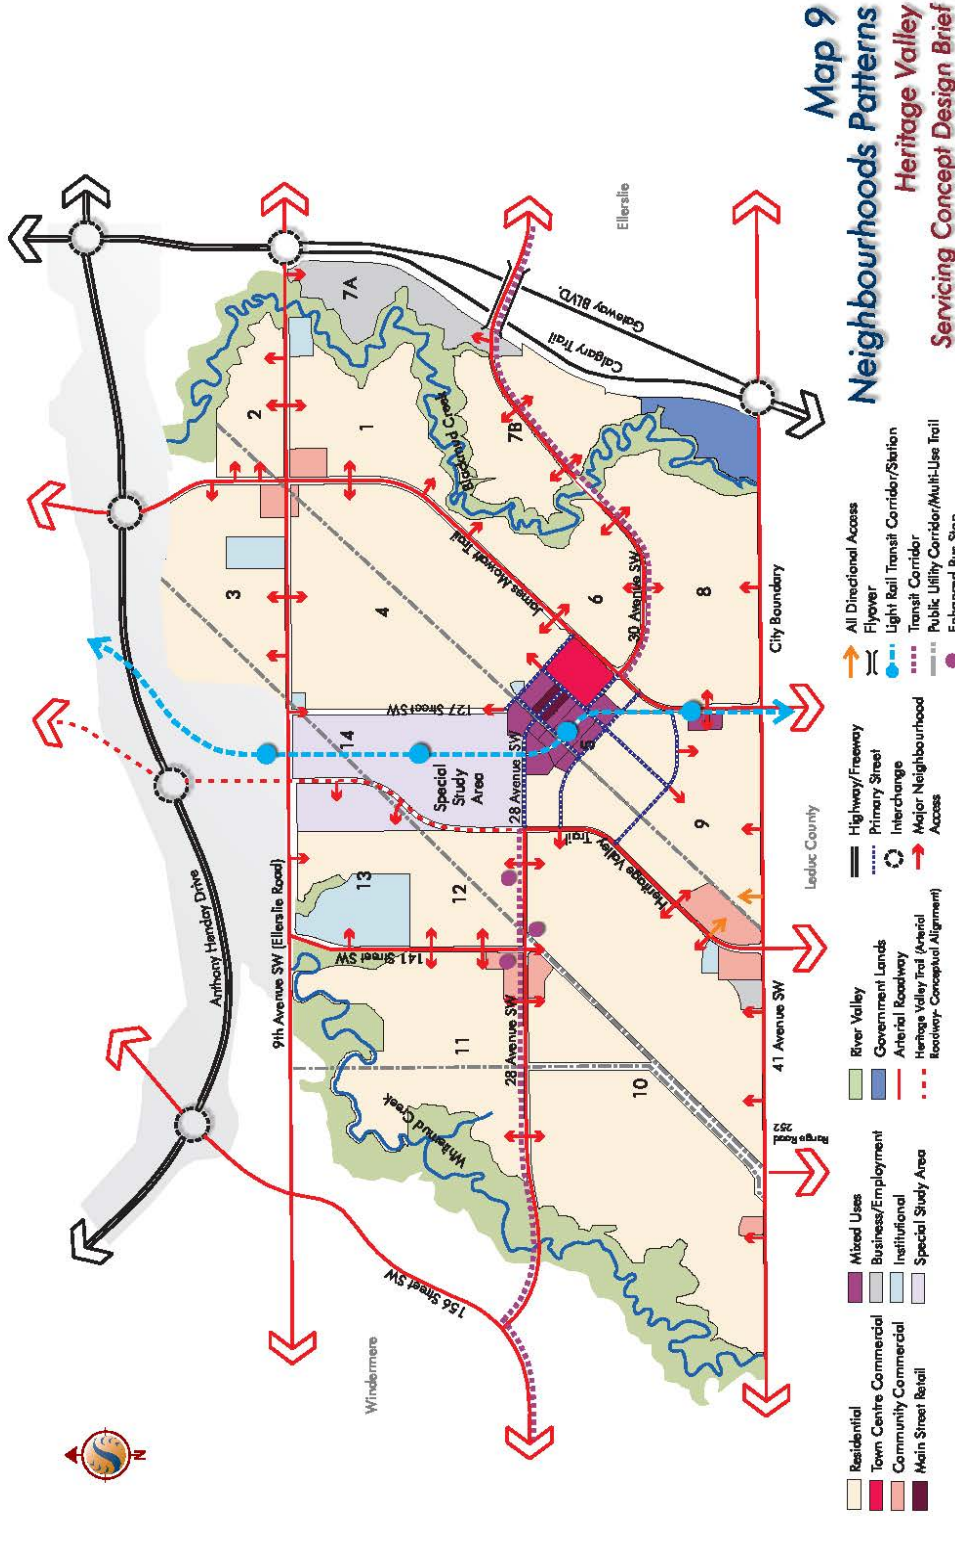 Map 9
Neighbourhoods Patterns
Heritage Valley
Servicing Concept Design Brief
N
Windermere
Ellerslie
Leduc County
City Boundary
Anthony Henday Drive
9th Avenue SW (Ellerslie Road)
156 Street SW
141 Street SW
127 Street SW
28 Avenue SW
28 Avenue SW
30 Avenue SW
41 Avenue SW
James Mowatt Trail
Heritage Valley
Trail
Calgary Trail
Gateway BLVD.
Blackmud Creek
Whitemud Creek
Range Road
252
Special
Study
Area
1
2
3
4
5
6
7A
7B
8
9
10
11
12
13
14
Residential
Town Centre Commercial
Community Commercial
Main Street Retail
Mixed Uses
Business/Employment
Institutional
Special Study Area
River Valley
Government Lands
Arterial Roadway
Heritage Valley Trail (Arterial
Roadway- Conceptual Alignment)
Highway/Freeway
Primary Street
Interchange
Major Neighbourhood
Access
All Directional Access
Flyover
Light Rail Transit Corridor/Station
Transit Corridor
Public Utility Corridor/Multi-Use Trail
Enhanced Bus Stop